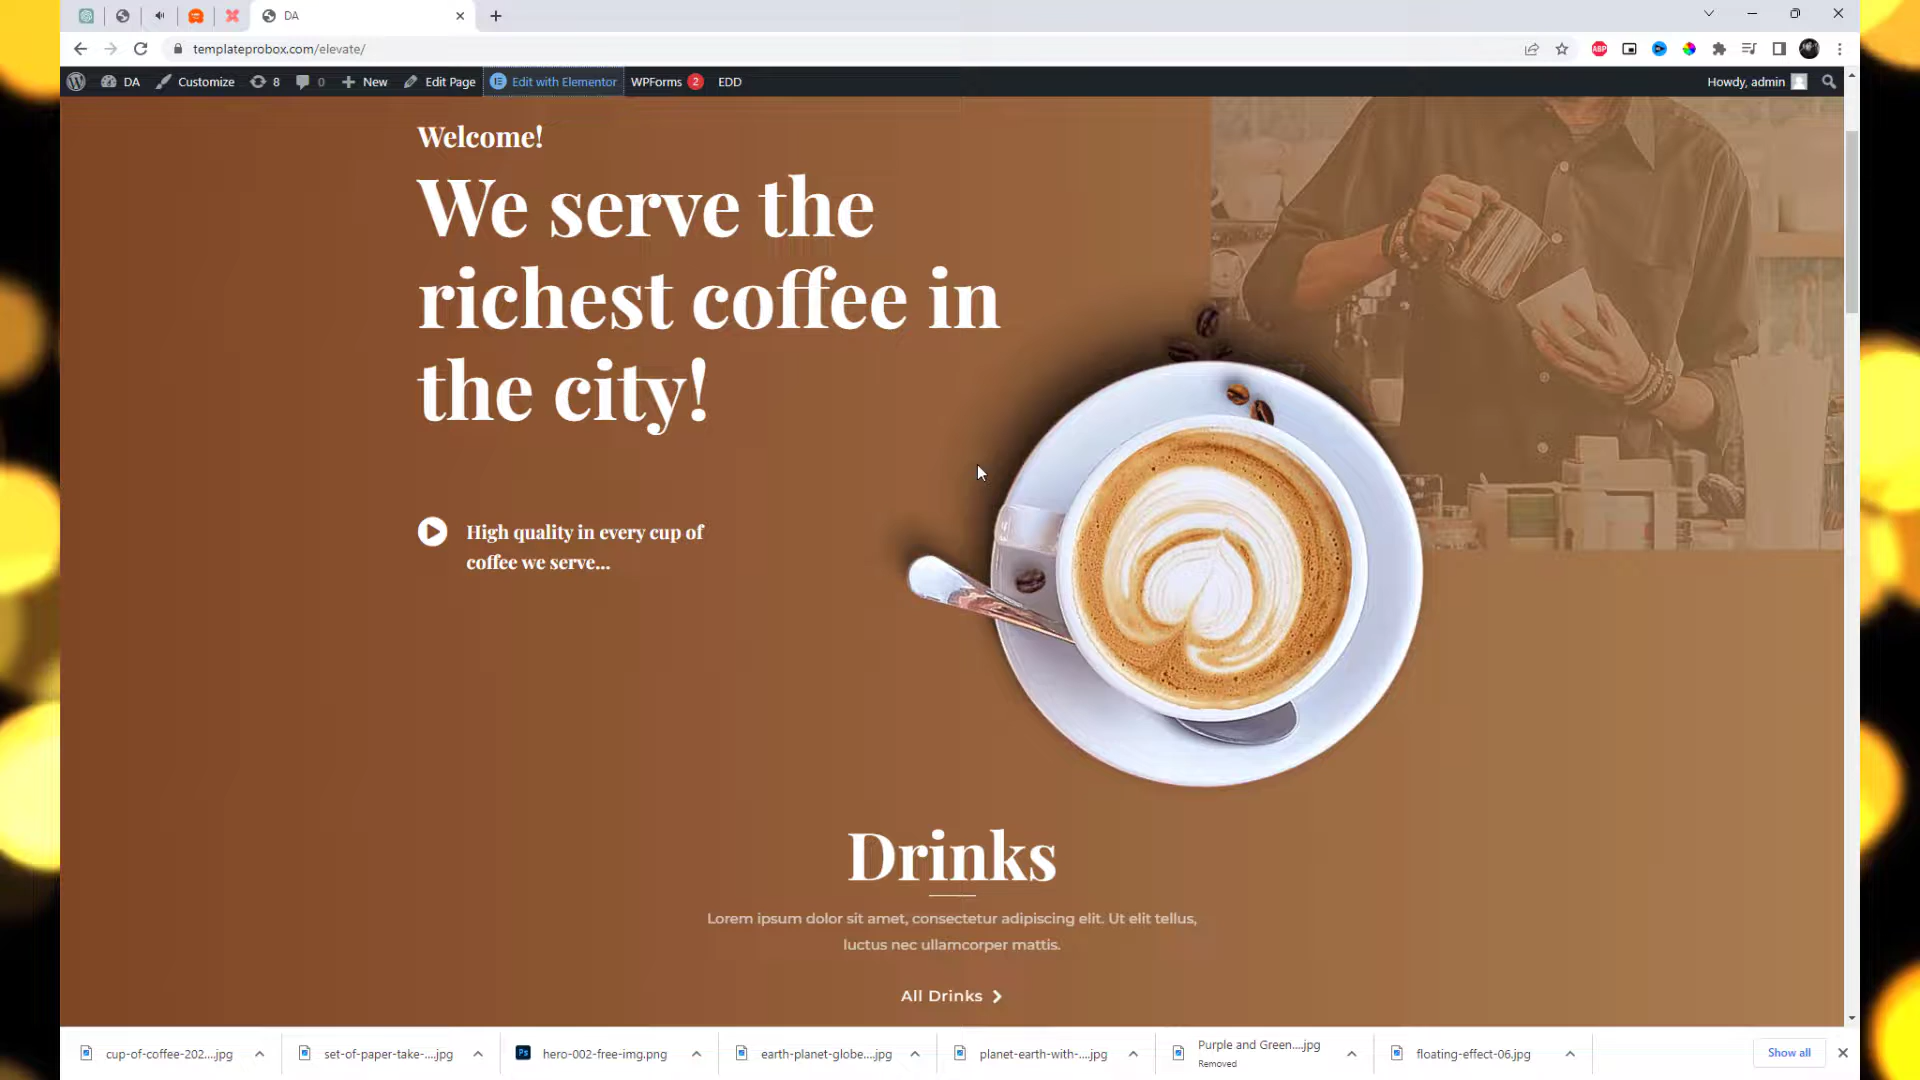 DA
templateprobox.com/elevate/
DA
Customize
8
0
New
Edit Page
Edit with Elementor
WPForms 2
EDD
Howdy, admin
Welcome!
We serve the
richest coffee in
the city!
High quality in every cup of
coffee we serve...
Drinks
Lorem ipsum dolor sit amet, consectetur adipiscing elit. Ut elit tellus,
luctus nec ullamcorper mattis.
All Drinks
cup-of-coffee-202....jpg
set-of-paper-take-....jpg
hero-002-free-img.png
earth-planet-globe....jpg
planet-earth-with-....jpg
Purple and Green....jpg
Removed
floating-effect-06.jpg
Show all